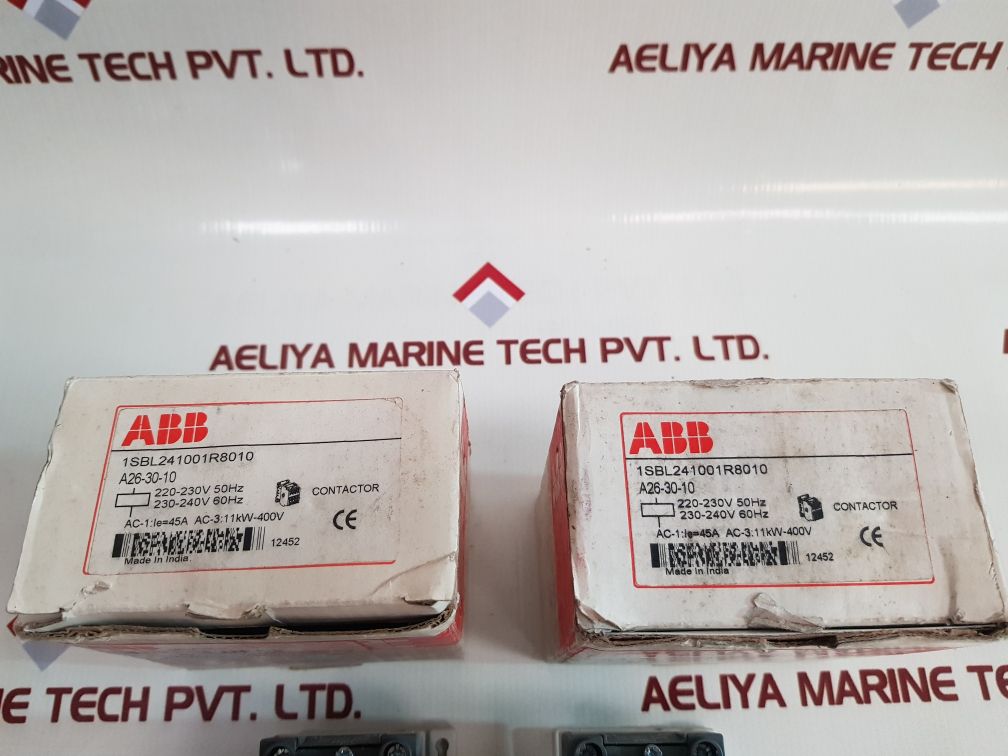 RINE TECH PVT. LTD.
AELIYA MARINE TECH
AELIYA MARINE TECH PVT. LTD.
ABB
1SBL241001R8010
A26-30-10
220-230V 50Hz
230-240V 60Hz
CONTACTOR
AC-1:Ie=45A AC-3:11kW-400V
CE
12452
Made in India
ABB
1SBL241001R8010
A26-30-10
220-230V 50Hz
230-240V 60Hz
CONTACTOR
AC-1:Ie=45A AC-3:11kW-400V
CE
12452
Made in India
NE TECH PVT. LTD.
AELIYA MARINE TECH